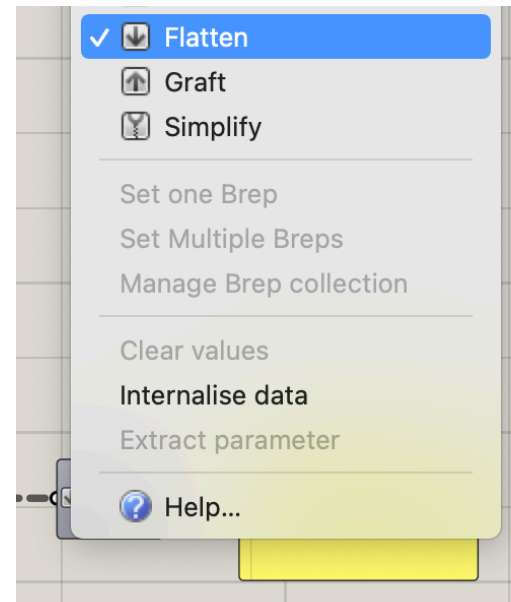 Flatten
Graft
Simplify
Set one Brep
Set Multiple Breps
Manage Brep collection
Clear values
Internalise data
Extract parameter
Help...